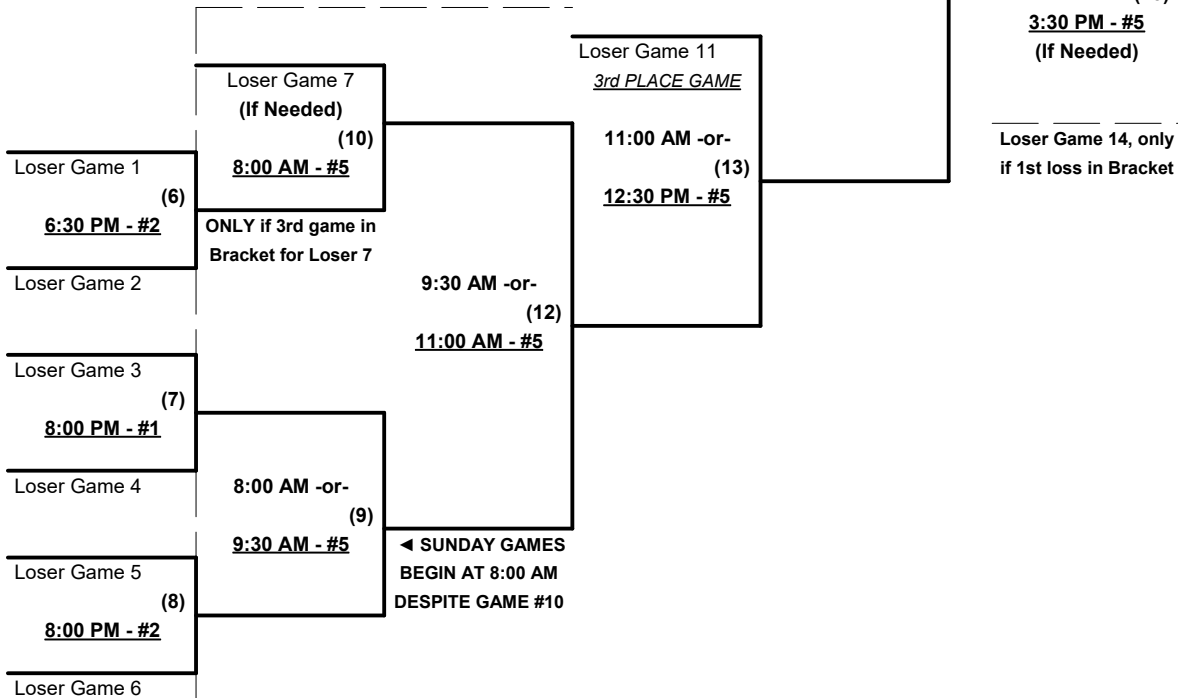 3:30 PM - #5
(If Needed)
Loser Game 11
3rd PLACE GAME
Loser Game 7
(If Needed)
(10)
8:00 AM - #5
11:00 AM -or-
(13)
12:30 PM - #5
Loser Game 14, only
if 1st loss in Bracket
Loser Game 1
(6)
6:30 PM - #2
Loser Game 2
ONLY if 3rd game in
Bracket for Loser 7
9:30 AM -or-
(12)
11:00 AM - #5
Loser Game 3
(7)
8:00 PM - #1
Loser Game 4
8:00 AM -or-
(9)
9:30 AM - #5
◄ SUNDAY GAMES
BEGIN AT 8:00 AM
DESPITE GAME #10
Loser Game 5
(8)
8:00 PM - #2
Loser Game 6